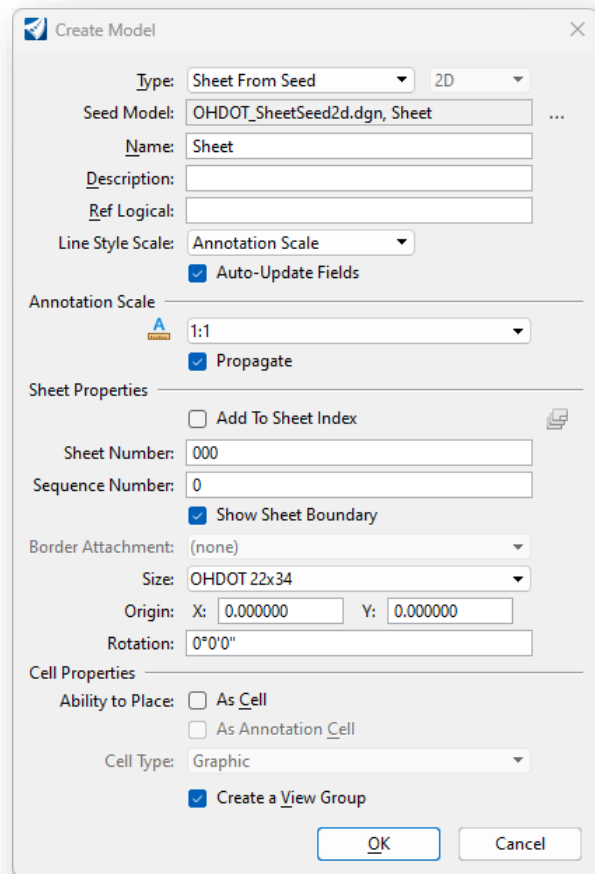 Create Model
Type: Sheet From Seed 2D
Seed Model: OHDOT_SheetSeed2d.dgn, Sheet ...
Name: Sheet
Description:
Ref Logical:
Line Style Scale: Annotation Scale
Auto-Update Fields
Annotation Scale
A 1:1
Propagate
Sheet Properties
Add To Sheet Index
Sheet Number: 000
Sequence Number: 0
Show Sheet Boundary
Border Attachment: (none)
Size: OHDOT 22x34
Origin: X: 0.000000 Y: 0.000000
Rotation: 0°0'0"
Cell Properties
Ability to Place: As Cell
As Annotation Cell
Cell Type: Graphic
Create a View Group
OK Cancel